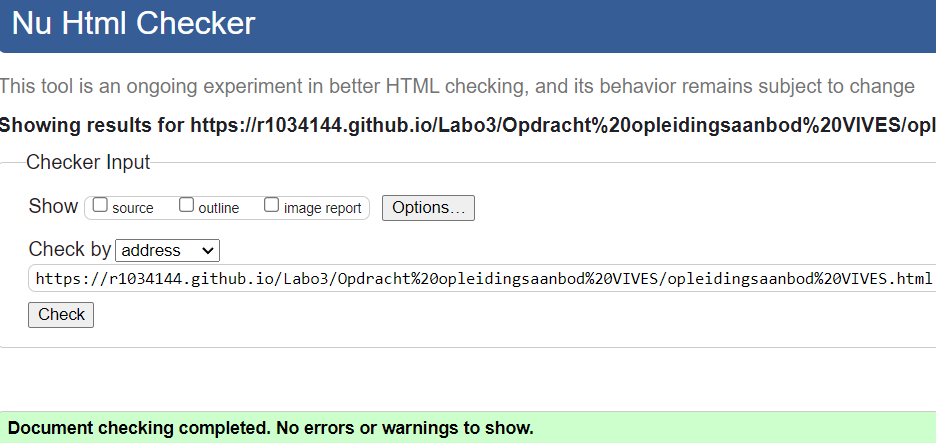 Nu Html Checker
This tool is an ongoing experiment in better HTML checking, and its behavior remains subject to change
Showing results for https://r1034144.github.io/Labo3/Opdracht%20opleidingsaanbod%20VIVES/opl
Checker Input
Show source outline image report Options...
Check by address
https://r1034144.github.io/Labo3/Opdracht%20opleidingsaanbod%20VIVES/opleidingsaanbod%20VIVES.html
Check
Document checking completed. No errors or warnings to show.